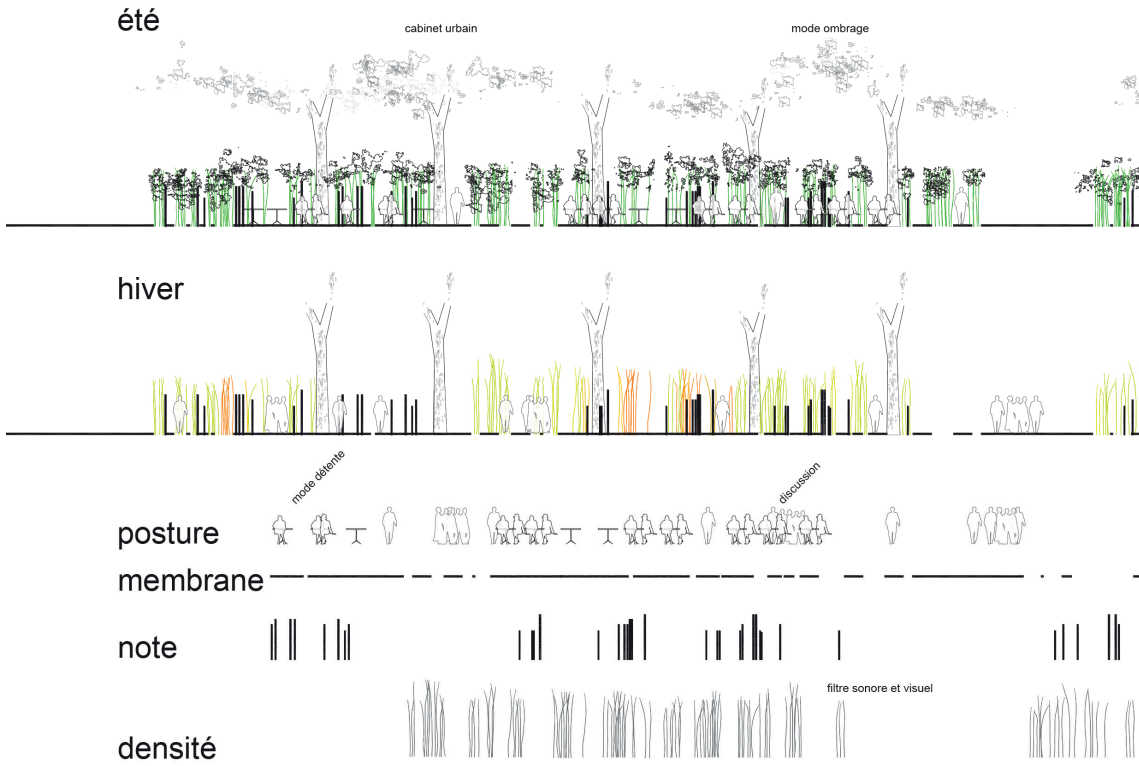 été
cabinet urbain
mode ombrage
hiver
mode détente
discussion
posture
membrane
note
filtre sonore et visuel
densité